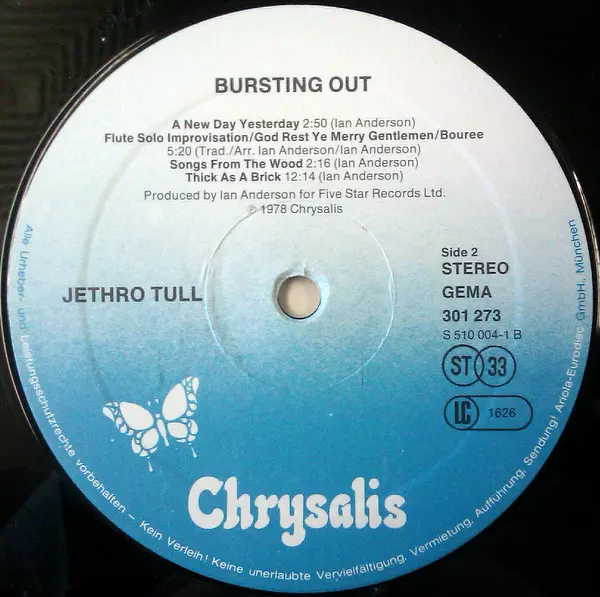 BURSTING OUT
A New Day Yesterday 2:50 (Ian Anderson)
Flute Solo Improvisation/God Rest Ye Merry Gentlemen/Bouree
5:20 (Trad./Arr. Ian Anderson/Ian Anderson)
Songs From The Wood 2:16 (Ian Anderson)
Thick As A Brick 12:14 (Ian Anderson)
Produced by Ian Anderson for Five Star Records Ltd.
℗ 1978 Chrysalis
JETHRO TULL
Side 2
STEREO
GEMA
301 273
S 510 004-1 B
ST 33
LC 1626
Chrysalis
Alle Urheber- und Leistungsschutzrechte vorbehalten – Kein Verleih! Keine unerlaubte Vervielfältigung, Vermietung, Aufführung, Sendung! Ariola-Eurodisc GmbH., München